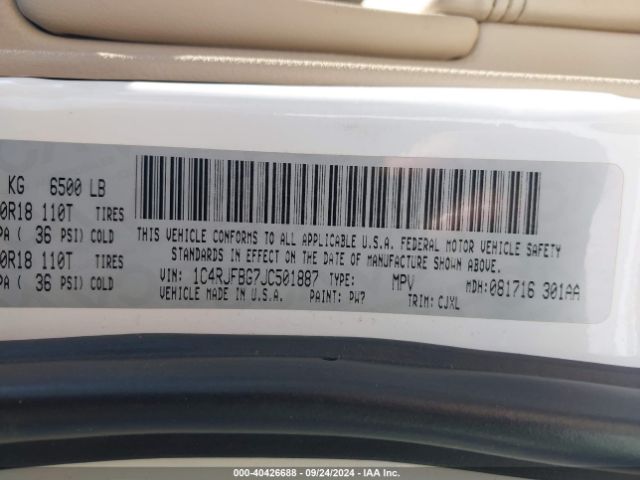 KG 6500 LB
0R18 110T TIRES
PA ( 36 PSI) COLD
0R18 110T TIRES
PA ( 36 PSI) COLD
THIS VEHICLE CONFORMS TO ALL APPLICABLE U.S.A. FEDERAL MOTOR VEHICLE SAFETY
STANDARDS IN EFFECT ON THE DATE OF MANUFACTURE SHOWN ABOVE.
VIN: 1C4RJFBG7JC501887 TYPE: MPV MDH: 081716 301AA
VEHICLE MADE IN U.S.A. PAINT: PW7 TRIM: CJXL
000-40426688 - 09/24/2024 - IAA Inc.